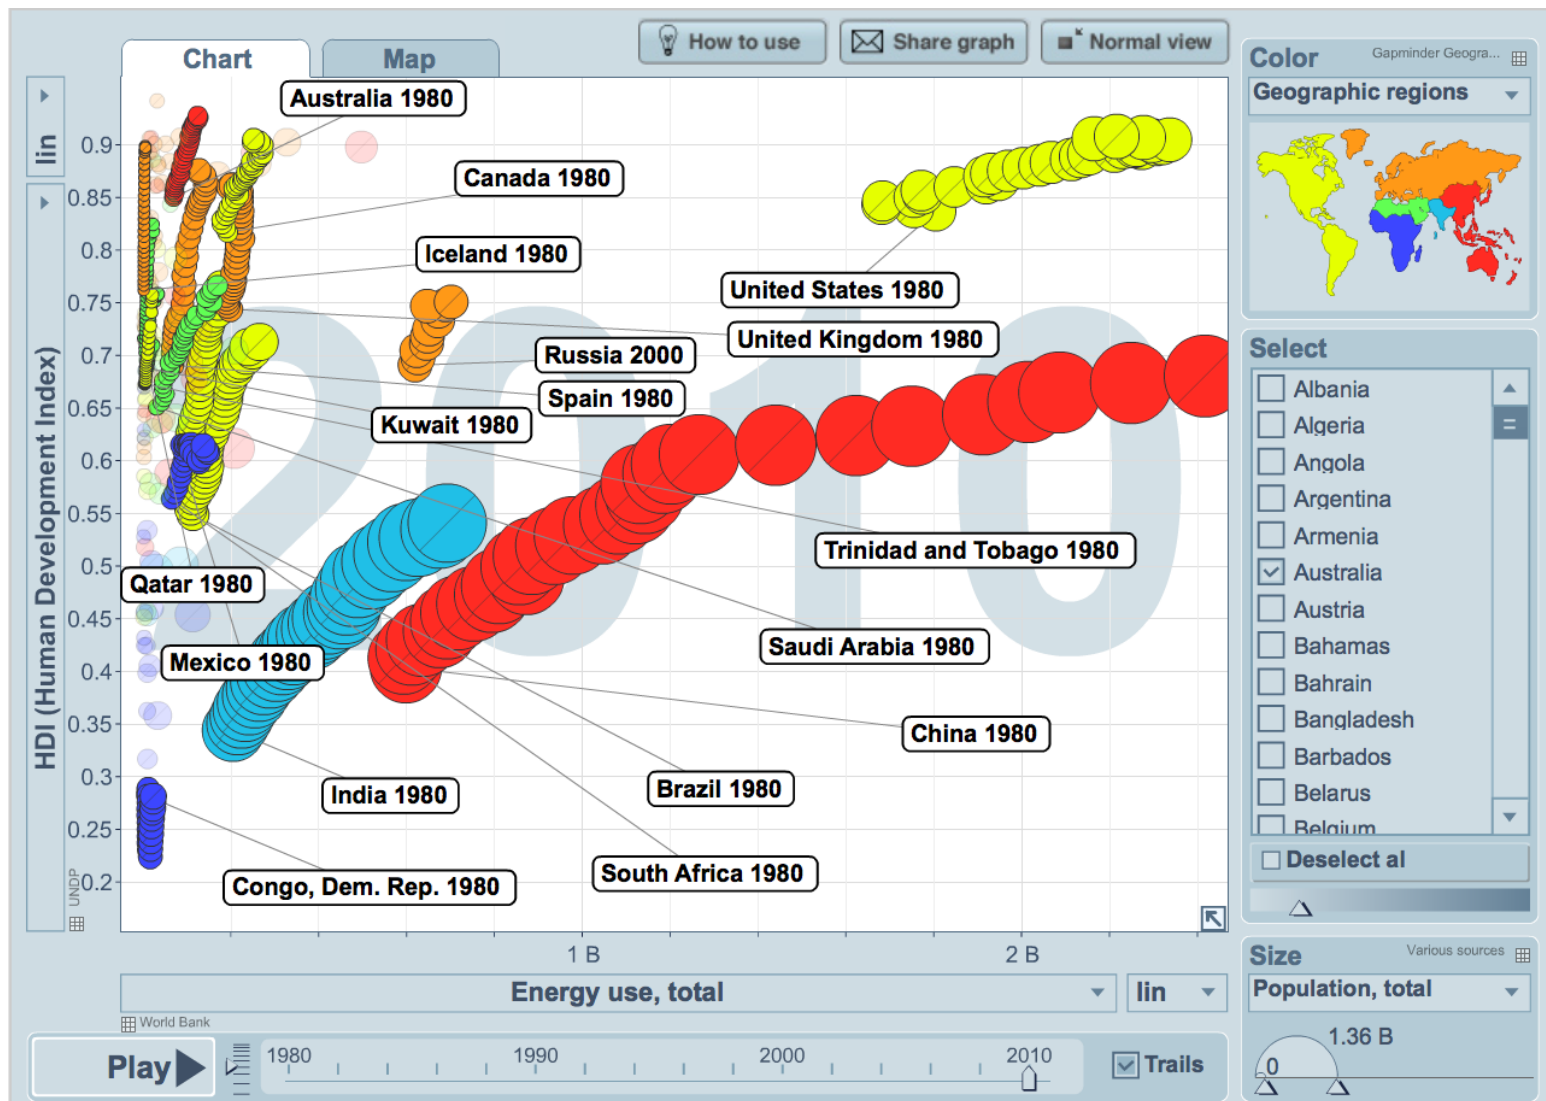 How to use
Share graph
Normal view
Chart
Map
Color
Gapminder Geogra...
Geographic regions
lin
HDI (Human Development Index)
UNDP
0.9
0.85
0.8
0.75
0.7
0.65
0.6
0.55
0.5
0.45
0.4
0.35
0.3
0.25
0.2
2010
Australia 1980
Canada 1980
Iceland 1980
United States 1980
United Kingdom 1980
Russia 2000
Spain 1980
Kuwait 1980
Trinidad and Tobago 1980
Qatar 1980
Saudi Arabia 1980
Mexico 1980
China 1980
Brazil 1980
India 1980
South Africa 1980
Congo, Dem. Rep. 1980
1 B
2 B
Energy use, total
lin
World Bank
Select
Albania
Algeria
Angola
Argentina
Armenia
Australia
Austria
Bahamas
Bahrain
Bangladesh
Barbados
Belarus
Belgium
Deselect al
Size
Various sources
Population, total
1.36 B
0
Play
1980
1990
2000
2010
Trails